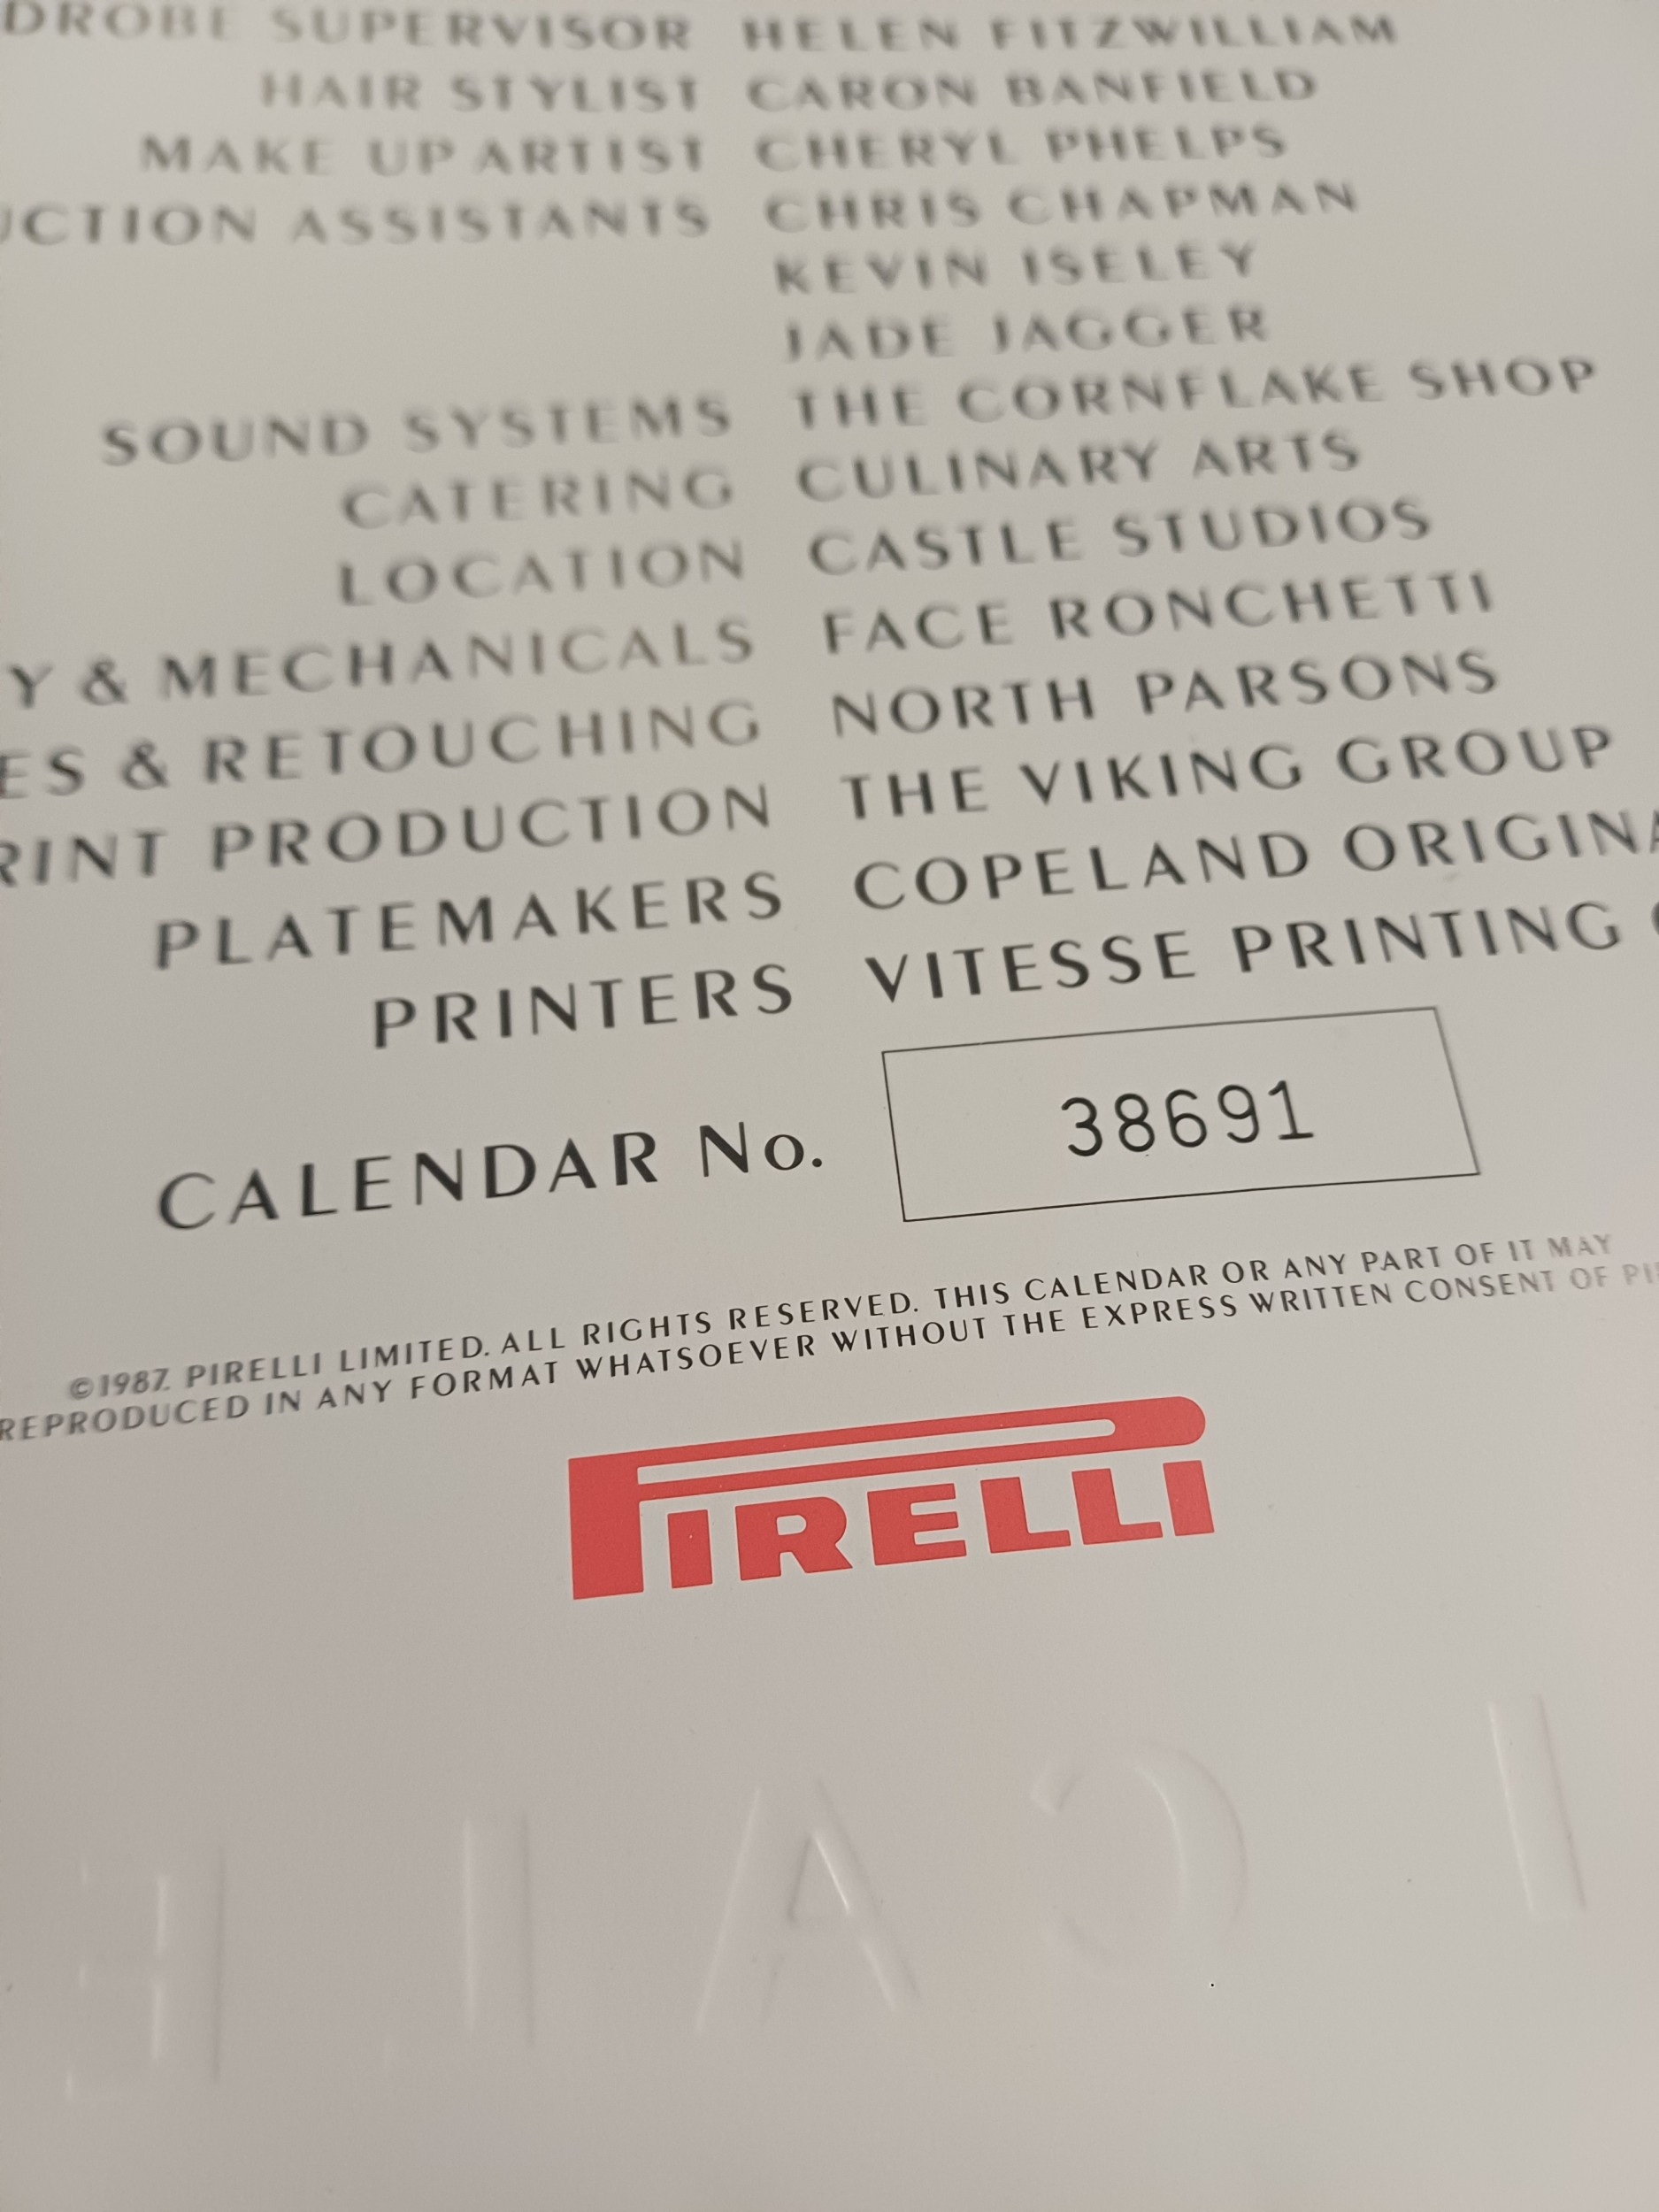 DROBE SUPERVISOR HELEN FITZWILLIAM
HAIR STYLIST CARON BANFIELD
MAKE UP ARTIST CHERYL PHELPS
UCTION ASSISTANTS CHRIS CHAPMAN
KEVIN ISELEY
JADE JAGGER
SOUND SYSTEMS THE CORNFLAKE SHOP
CATERING CULINARY ARTS
LOCATION CASTLE STUDIOS
Y & MECHANICALS FACE RONCHETTI
ES & RETOUCHING NORTH PARSONS
RINT PRODUCTION THE VIKING GROUP
PLATEMAKERS COPELAND ORIGINA
PRINTERS VITESSE PRINTING
CALENDAR No. 38691
©1987. PIRELLI LIMITED. ALL RIGHTS RESERVED. THIS CALENDAR OR ANY PART OF IT MAY
REPRODUCED IN ANY FORMAT WHATSOEVER WITHOUT THE EXPRESS WRITTEN CONSENT OF PI
PIRELLI